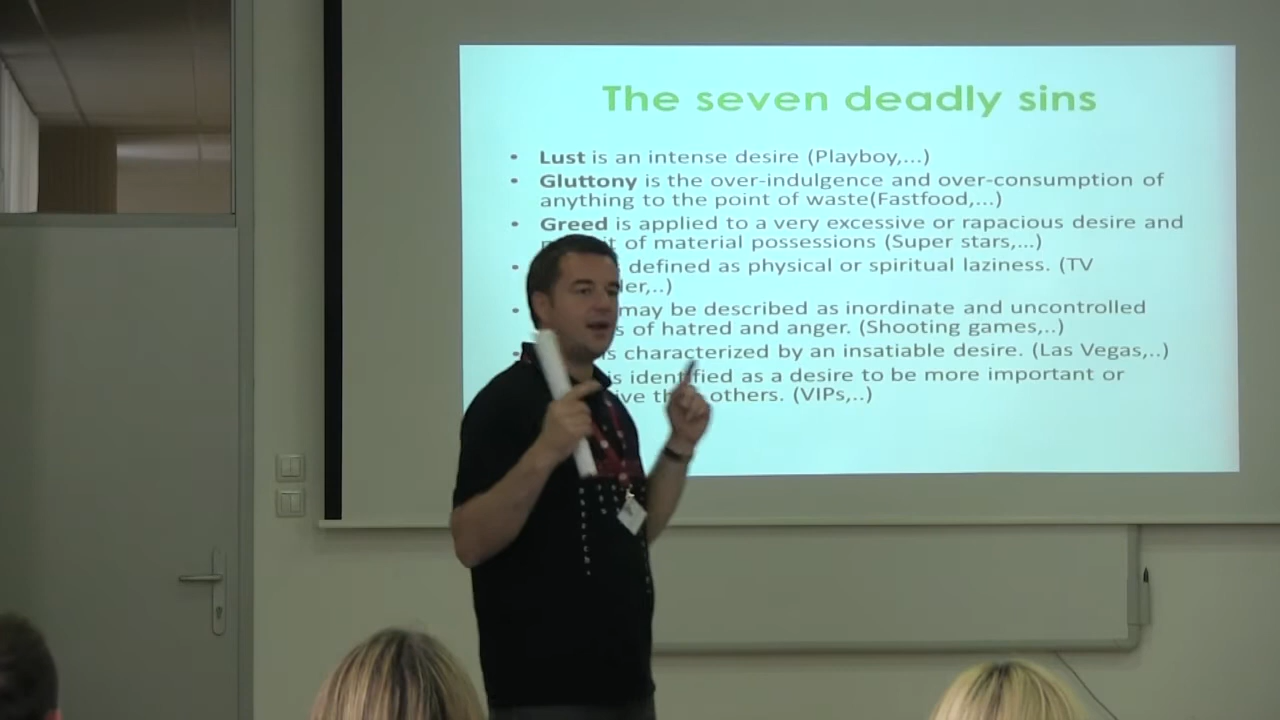 The seven deadly sins
• Lust is an intense desire (Playboy,...)
• Gluttony is the over-indulgence and over-consumption of
anything to the point of waste(Fastfood,...)
• Greed is applied to a very excessive or rapacious desire and
of material possessions (Super stars,...)
• defined as physical or spiritual laziness. (TV
• may be described as inordinate and uncontrolled
of hatred and anger. (Shooting games,..)
• is characterized by an insatiable desire. (Las Vegas,..)
is identified as a desire to be more important or
others. (VIPs,..)